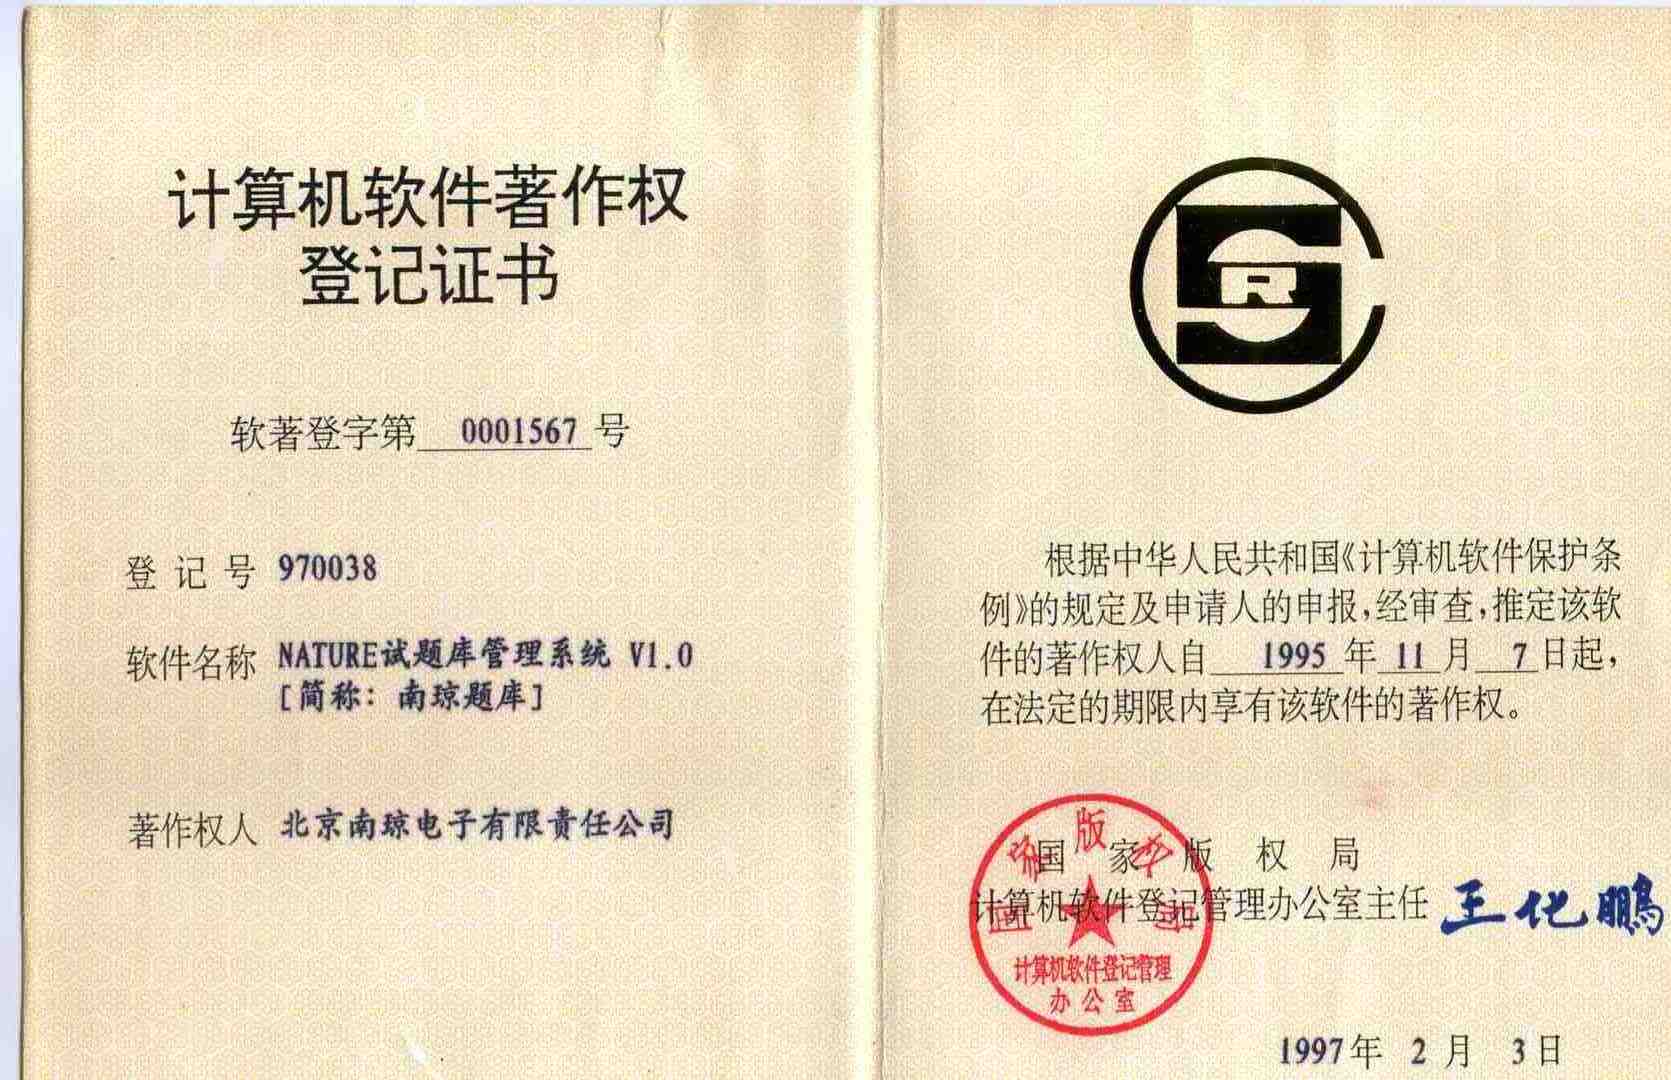 计算机软件著作权
登记证书
软著登字第 0001567 号
登记号 970038
软件名称 NATURE试题库管理系统 V1.0
[简称：南琼题库]
著作权人 北京南琼电子有限责任公司
R
根据中华人民共和国《计算机软件保护条
例》的规定及申请人的申报,经审查,推定该软
件的著作权人自 1995 年 11 月 7 日起,
在法定的期限内享有该软件的著作权。
国家版权局
计算机软件登记管理办公室主任 王化鹏
国家版权局
计算机软件登记管理
办公室
1997年 2 月 3日